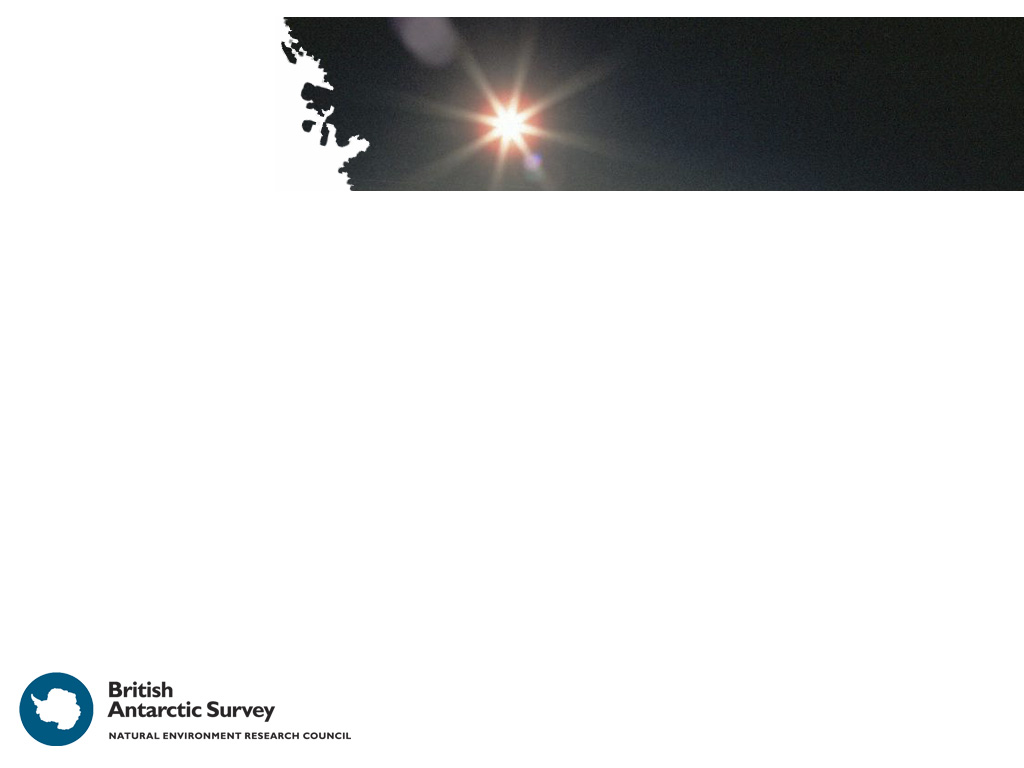 British
Antarctic Survey
NATURAL ENVIRONMENT RESEARCH COUNCIL